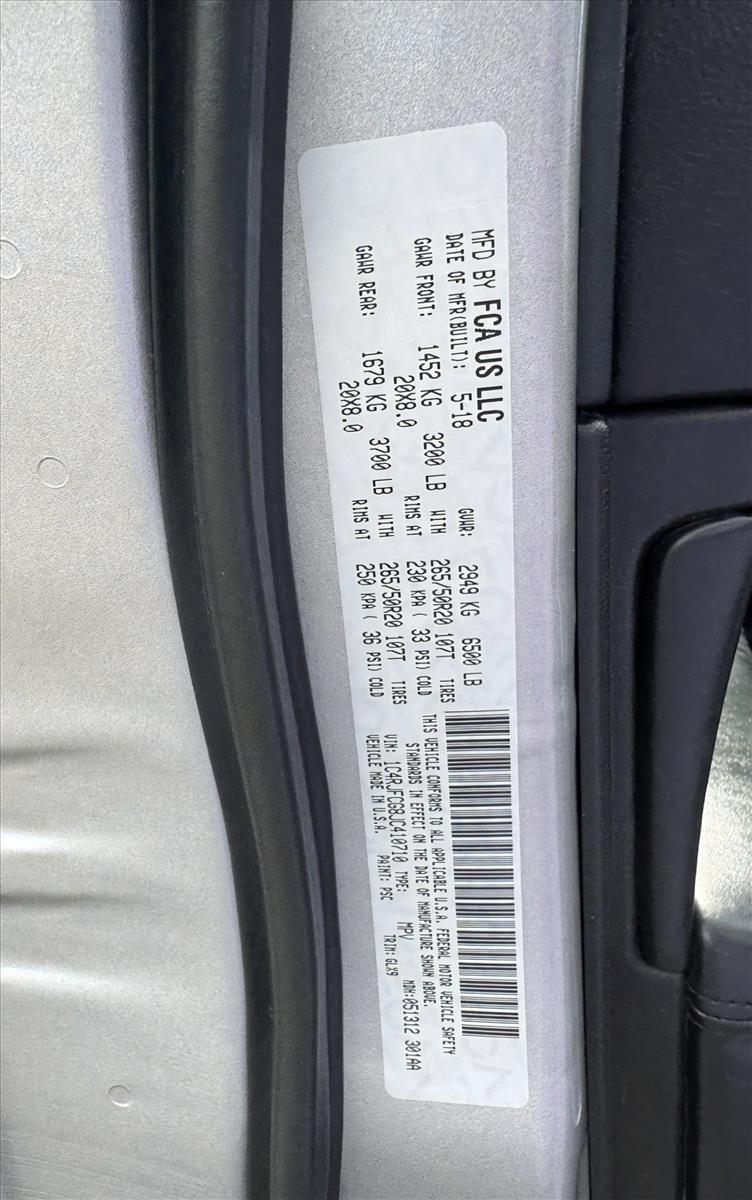 MFD BY FCA US LLC
DATE OF MFR(BUILT): 5-18 GVWR: 2949 KG 6500 LB
GAWR FRONT: 1452 KG 3200 LB WITH 265/50R20 107T TIRES
20X8.0 RIMS AT 230 KPA ( 33 PSI) COLD
GAWR REAR: 1679 KG 3700 LB WITH 265/50R20 107T TIRES
20X8.0 RIMS AT 250 KPA ( 36 PSI) COLD
THIS VEHICLE CONFORMS TO ALL APPLICABLE U.S.A. FEDERAL MOTOR VEHICLE SAFETY
STANDARDS IN EFFECT ON THE DATE OF MANUFACTURE SHOWN ABOVE.
VIN: 1C4RJFCG8JC410710 TYPE: MPV MDH:051312 301AA
VEHICLE MADE IN U.S.A. PAINT: PSC TRIM: GLX9